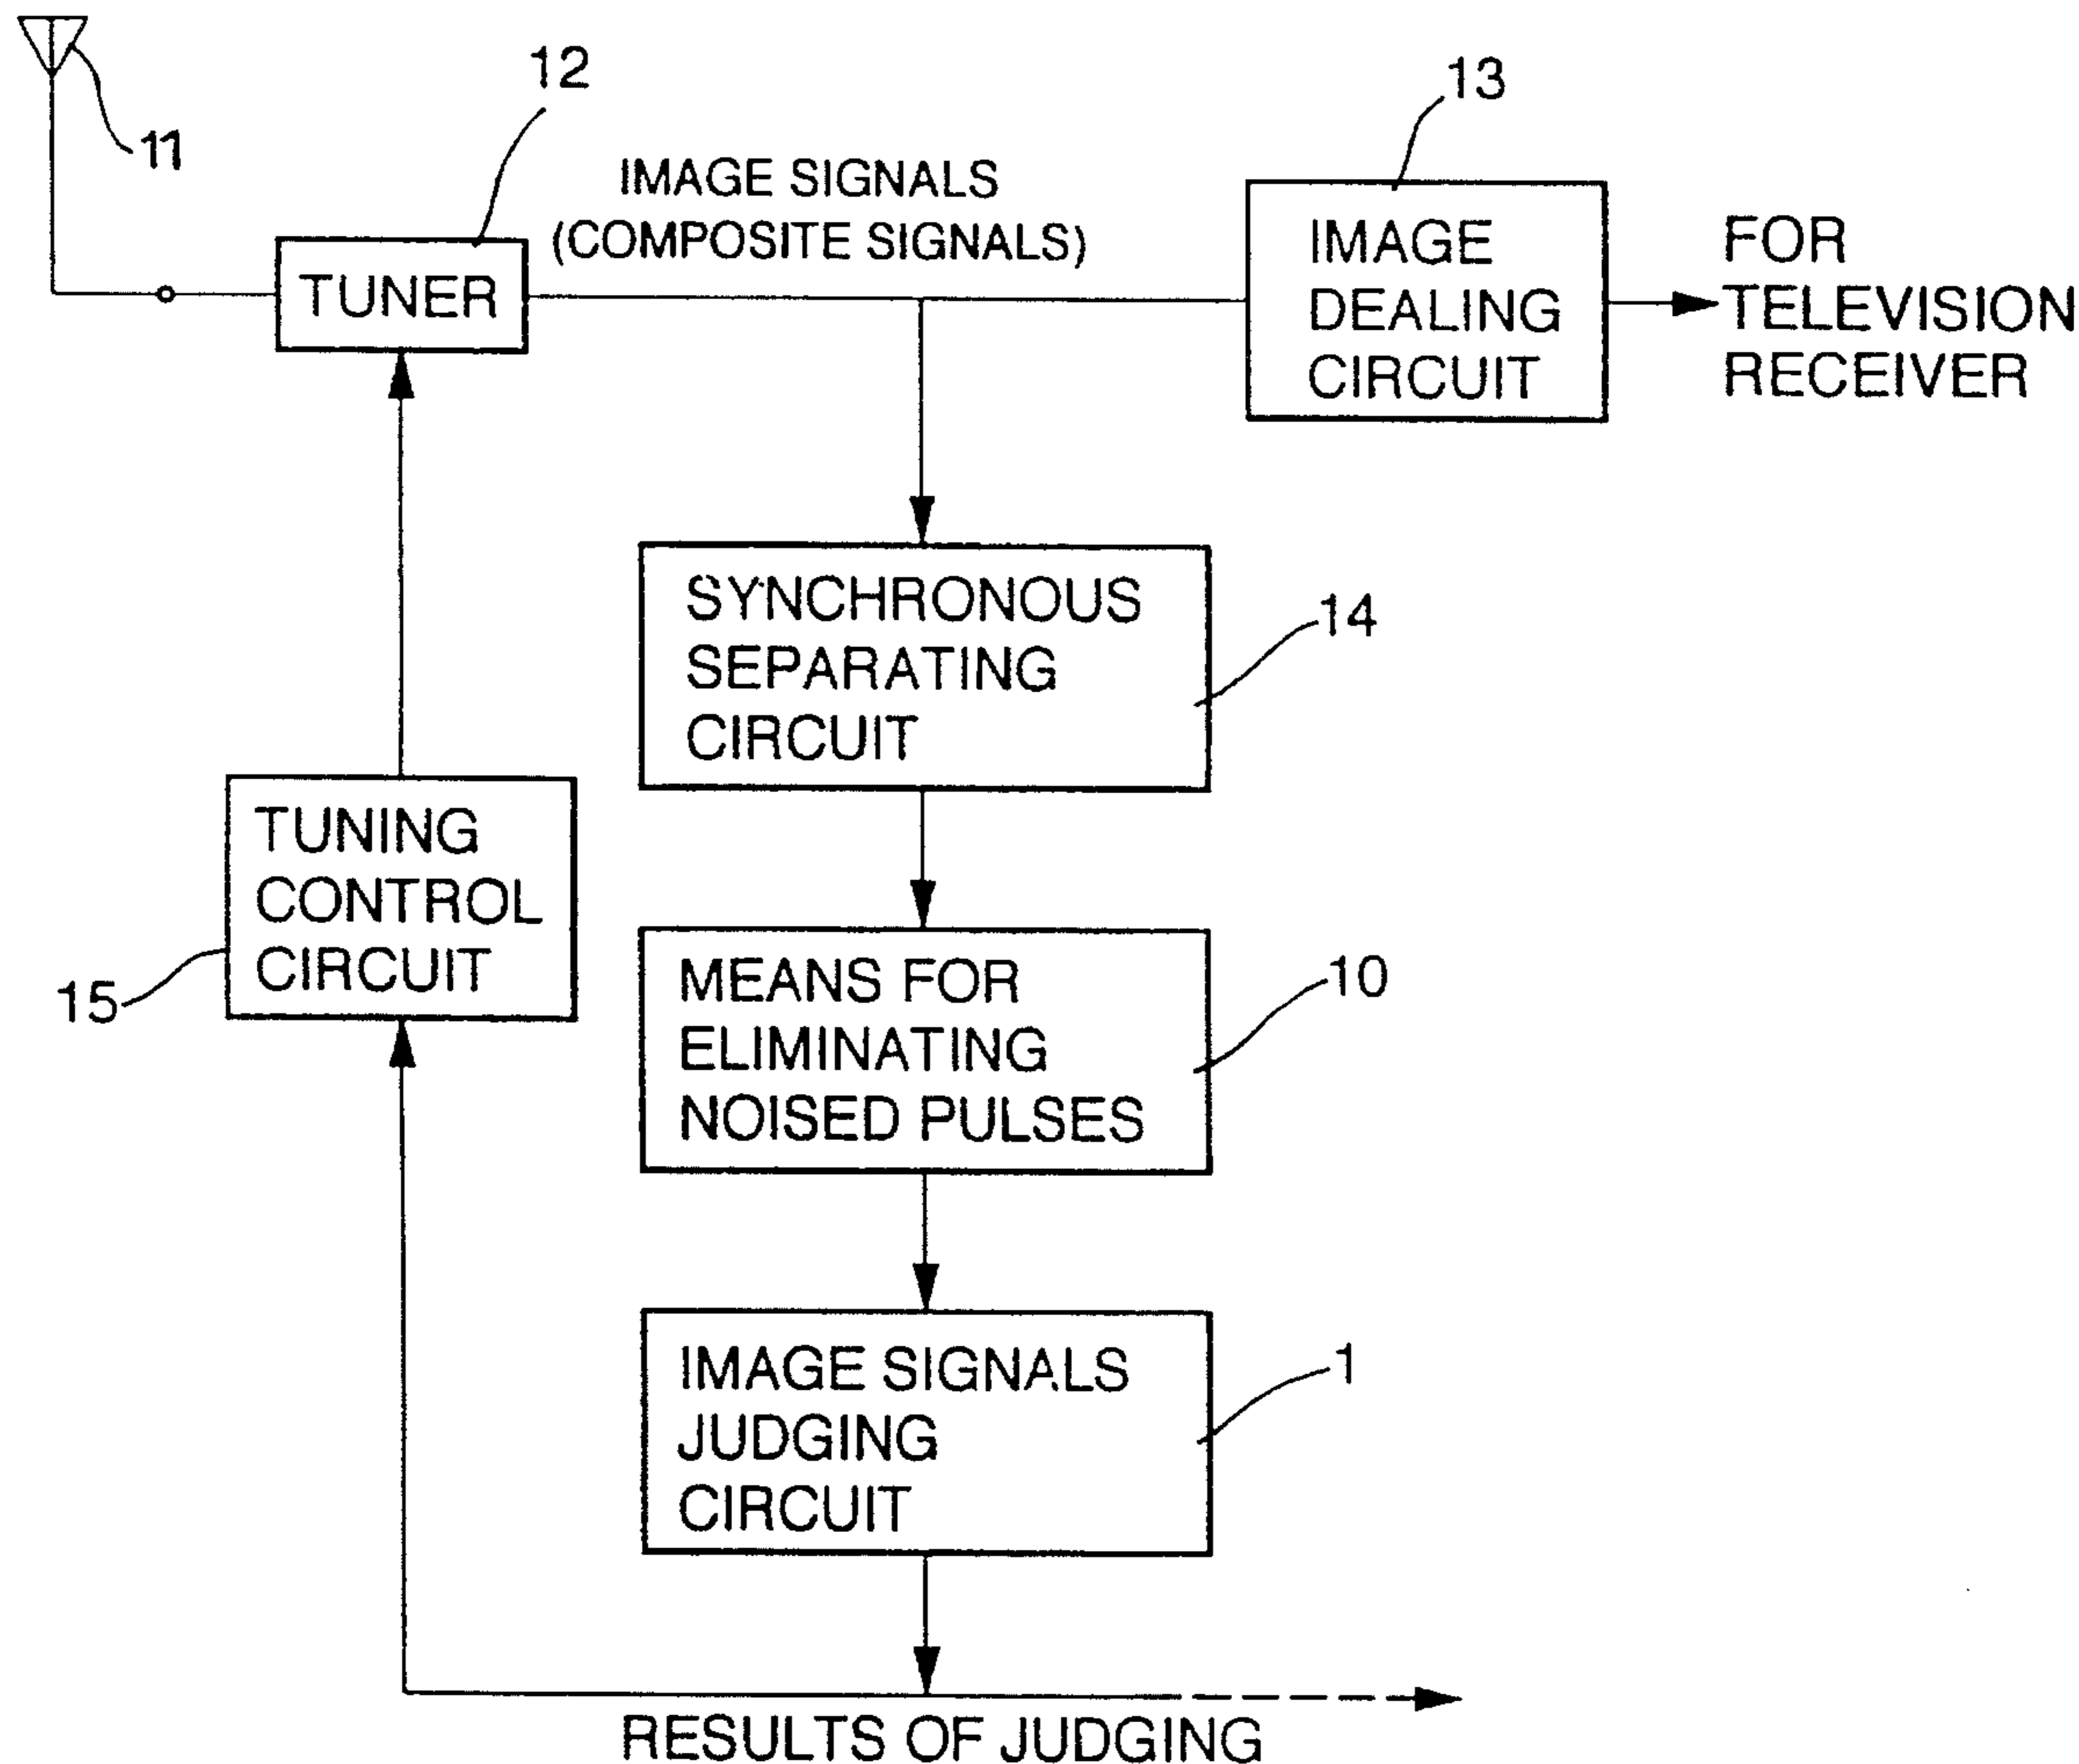 12
13
11
IMAGE SIGNALS
(COMPOSITE SIGNALS)
TUNER
IMAGE
DEALING
CIRCUIT
FOR
TELEVISION
RECEIVER
SYNCHRONOUS
SEPARATING
CIRCUIT
14
TUNING
CONTROL
CIRCUIT
15
MEANS FOR
ELIMINATING
NOISED PULSES
10
IMAGE SIGNALS
JUDGING
CIRCUIT
1
RESULTS OF JUDGING